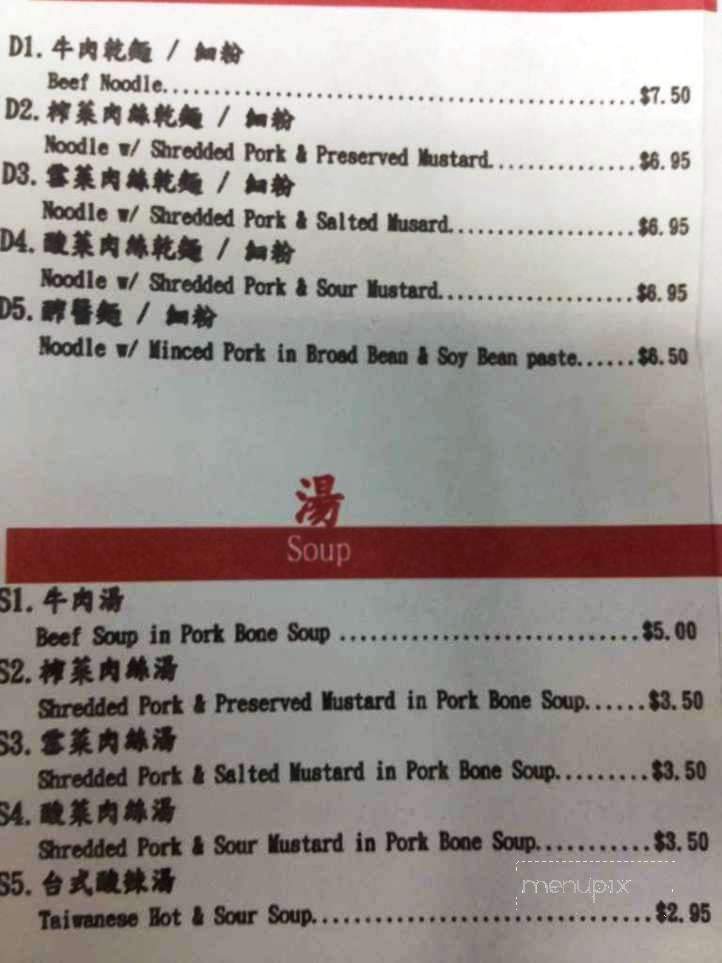 D1. 牛肉乾麵 / 細粉
Beef Noodle................................................$7.50
D2. 榨菜肉絲乾麵 / 細粉
Noodle w/ Shredded Pork & Preserved Mustard...............$6.95
D3. 雪菜肉絲乾麵 / 細粉
Noodle w/ Shredded Pork & Salted Musard...................$6.95
D4. 酸菜肉絲乾麵 / 細粉
Noodle w/ Shredded Pork & Sour Mustard....................$6.95
D5. 醡醬麵 / 細粉
Noodle w/ Minced Pork in Broad Bean & Soy Bean paste......$6.50
湯
Soup
S1. 牛肉湯
Beef Soup in Pork Bone Soup ..............................$5.00
S2. 榨菜肉絲湯
Shredded Pork & Preserved Mustard in Pork Bone Soup......$3.50
S3. 雪菜肉絲湯
Shredded Pork & Salted Mustard in Pork Bone Soup.........$3.50
S4. 酸菜肉絲湯
Shredded Pork & Sour Mustard in Pork Bone Soup...........$3.50
S5. 台式酸辣湯
menupix
Taiwanese Hot & Sour Soup.................................$2.95